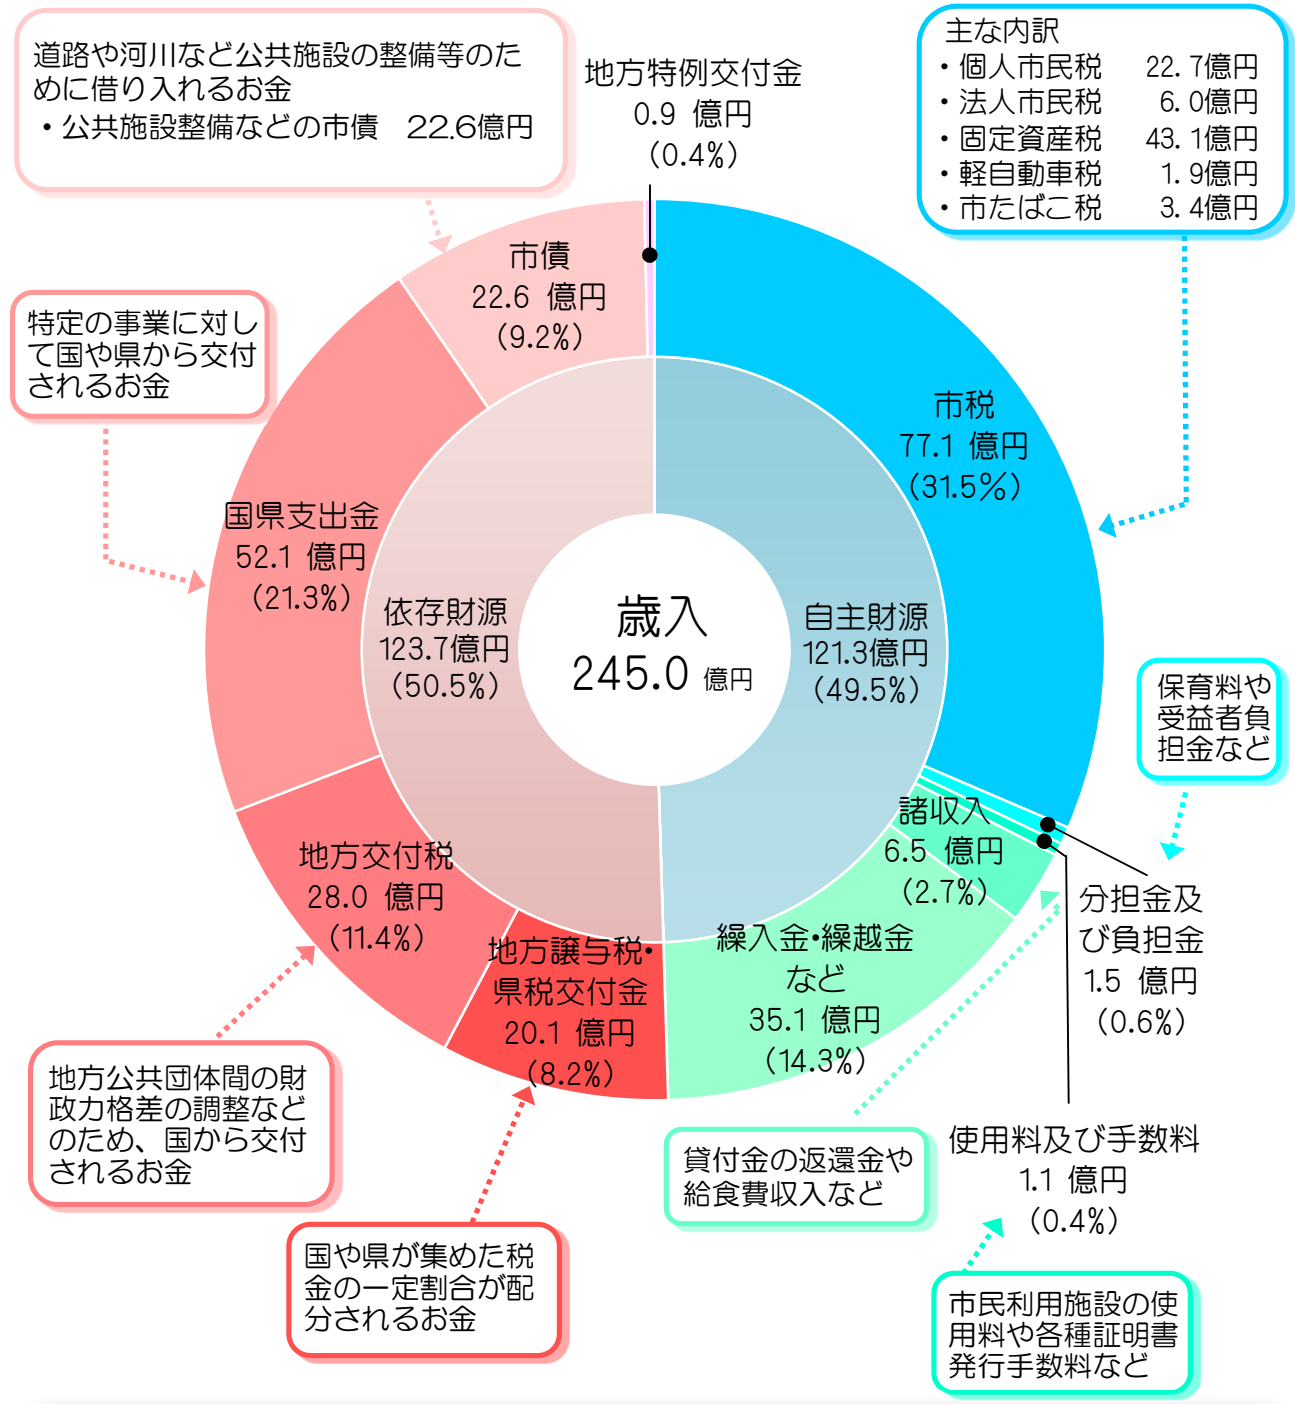 道路や河川など公共施設の整備等のた
めに借り入れるお金
・公共施設整備などの市債　22.6億円
地方特例交付金
0.9 億円
(0.4%)
主な内訳
・個人市民税　22.7億円
・法人市民税　6.0億円
・固定資産税　43.1億円
・軽自動車税　1.9億円
・市たばこ税　3.4億円
市債
22.6 億円
(9.2%)
特定の事業に対し
て国や県から交付
されるお金
市税
77.1 億円
(31.5%)
国県支出金
52.1 億円
(21.3%)
依存財源
123.7億円
(50.5%)
歳入
245.0 億円
自主財源
121.3億円
(49.5%)
保育料や
受益者負
担金など
諸収入
6.5 億円
(2.7%)
地方交付税
28.0 億円
(11.4%)
分担金及
び負担金
1.5 億円
(0.6%)
地方譲与税・
県税交付金
20.1 億円
(8.2%)
繰入金・繰越金
など
35.1 億円
(14.3%)
地方公共団体間の財
政力格差の調整など
のため、国から交付
されるお金
貸付金の返還金や
給食費収入など
使用料及び手数料
1.1 億円
(0.4%)
国や県が集めた税
金の一定割合が配
分されるお金
市民利用施設の使
用料や各種証明書
発行手数料など